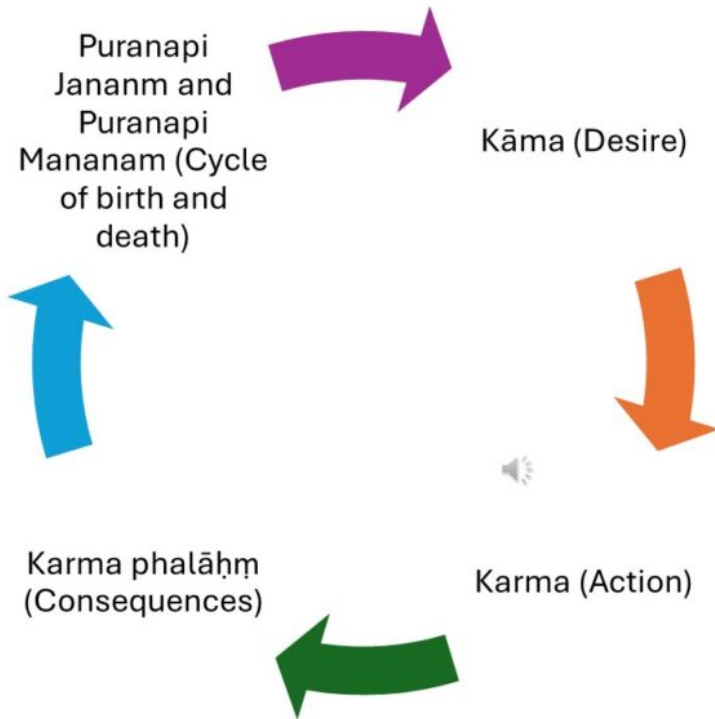 Puranapi
Jananm and
Puranapi
Mananam (Cycle
of birth and
death)
Kāma (Desire)
Karma (Action)
Karma phalāḥṃ
(Consequences)